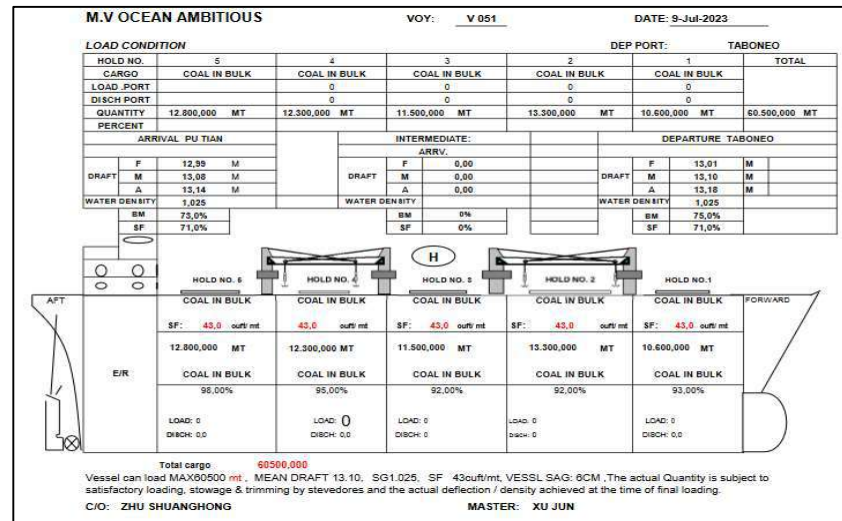 M.V OCEAN AMBITIOUS VOY: V 051 DATE: 9-Jul-2023
LOAD CONDITION DEP PORT: TABONEO
HOLD NO. 5 4 3 2 1 TOTAL
CARGO COAL IN BULK COAL IN BULK COAL IN BULK COAL IN BULK COAL IN BULK
LOAD .PORT 0 0 0 0
DISCH PORT 0 0 0 0
QUANTITY 12.800,000 MT 12.300,000 MT 11.500,000 MT 13.300,000 MT 10.600,000 MT 60.500,000 MT
PERCENT
ARRIVAL PU TIAN INTERMEDIATE: DEPARTURE TABONEO
ARRV.
DRAFT F 12,99 M DRAFT F 0,00 DRAFT F 13,01 M
M 13,08 M M 0,00 M 13,10 M
A 13,14 M A 0,00 A 13,18 M
WATER DENSITY 1,025 WATER DENSITY WATER DENSITY 1,025
BM 73,0% BM 0% BM 75,0%
SF 71,0% SF 0% SF 71,0%
H
HOLD NO. 5 HOLD NO. 4 HOLD NO. 3 HOLD NO. 2 HOLD NO.1
AFT COAL IN BULK COAL IN BULK COAL IN BULK COAL IN BULK COAL IN BULK FORWARD
SF: 43,0 cuft/ mt 43,0 cuft/ mt SF: 43,0 cuft/ mt SF: 43,0 cuft/ mt SF: 43,0 cuft/ mt
12.800,000 MT 12.300,000 MT 11.500,000 MT 13.300,000 MT 10.600,000 MT
E/R COAL IN BULK COAL IN BULK COAL IN BULK COAL IN BULK COAL IN BULK
98,00% 95,00% 92,00% 92,00% 93,00%
LOAD: 0 LOAD: 0 LOAD: 0 LOAD: 0 LOAD: 0
DISCH: 0,0 DISCH: 0,0 DISCH: 0 DISCH: 0 DISCH: 0,0
Total cargo 60500,000
Vessel can load MAX60500 mt , MEAN DRAFT 13.10, SG1.025, SF 43cuft/mt, VESSL SAG: 6CM ,The actual Quantity is subject to
satisfactory loading, stowage & trimming by stevedores and the actual deflection / density achieved at the time of final loading.
C/O: ZHU SHUANGHONG MASTER: XU JUN